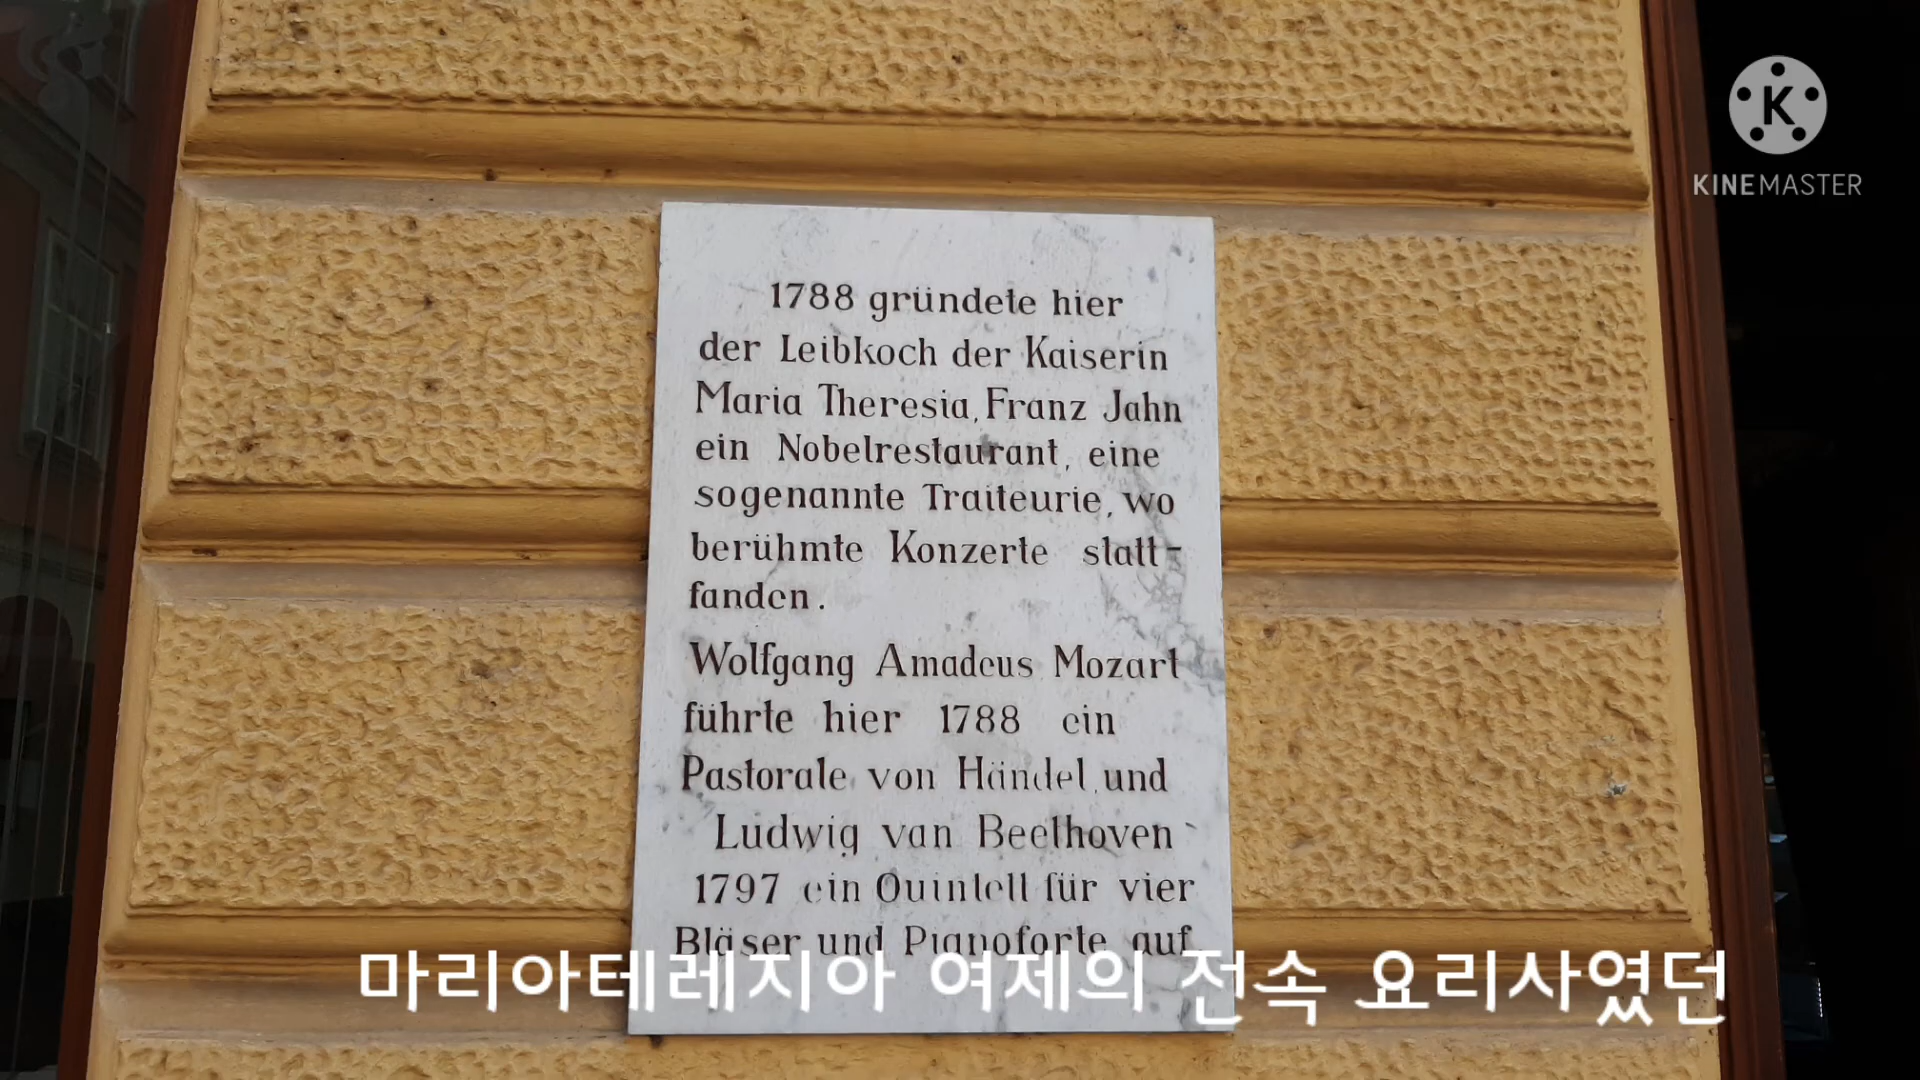 KINEMASTER
1788 gründete hier
der Leibkoch der Kaiserin
Maria Theresia, Franz Jahn
ein Nobelrestaurant, eine
sogenannte Traiteurie, wo
berühmte Konzerte statt-
fanden.
Wolfgang Amadeus Mozart
führte hier 1788 ein
Pastorale von Händel, und
Ludwig van Beethoven
1797 ein Quintett für vier
Bläser und Pianoforte auf.
마리아테레지아 여제의 전속 요리사였던